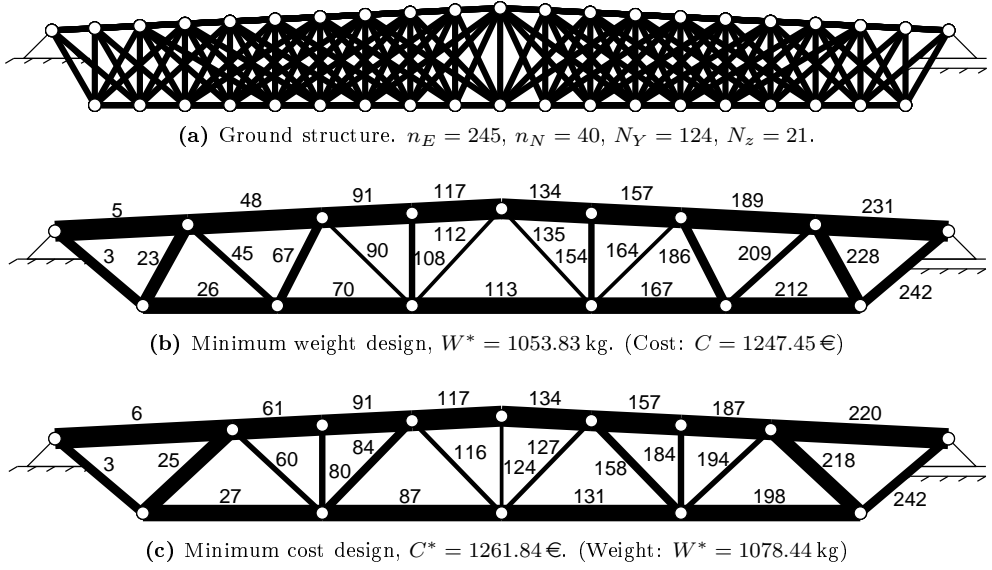 (a) Ground structure. n_E = 245, n_N = 40, N_Y = 124, N_z = 21.
5 48 91 117 134 157 189 231
3 23 45 67 90 112 108 135 154 164 186 209 228
26 70 113 167 212 242
(b) Minimum weight design, W* = 1053.83 kg. (Cost: C = 1247.45 €)
6 61 91 117 134 157 187 220
3 25 60 80 84 116 124 127 158 184 194 218
27 87 131 198 242
(c) Minimum cost design, C* = 1261.84 €. (Weight: W* = 1078.44 kg)